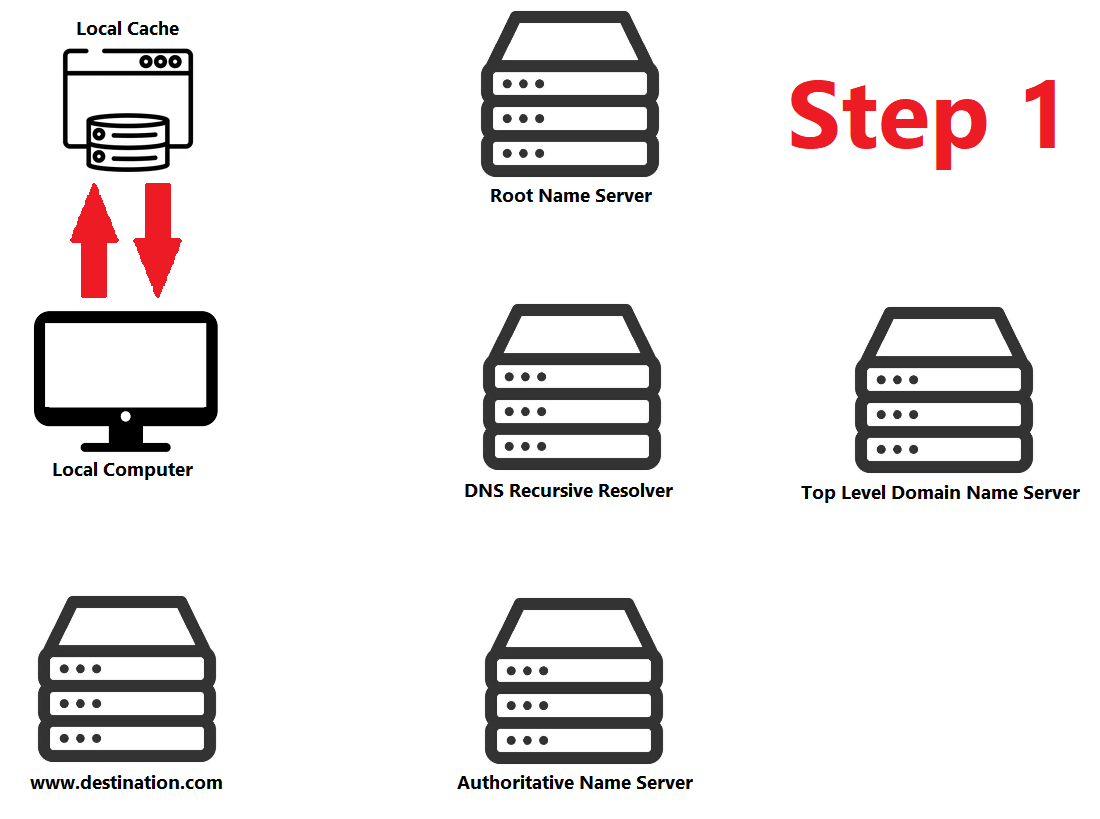 Local Cache
Step 1
Root Name Server
Local Computer
DNS Recursive Resolver
Top Level Domain Name Server
www.destination.com
Authoritative Name Server